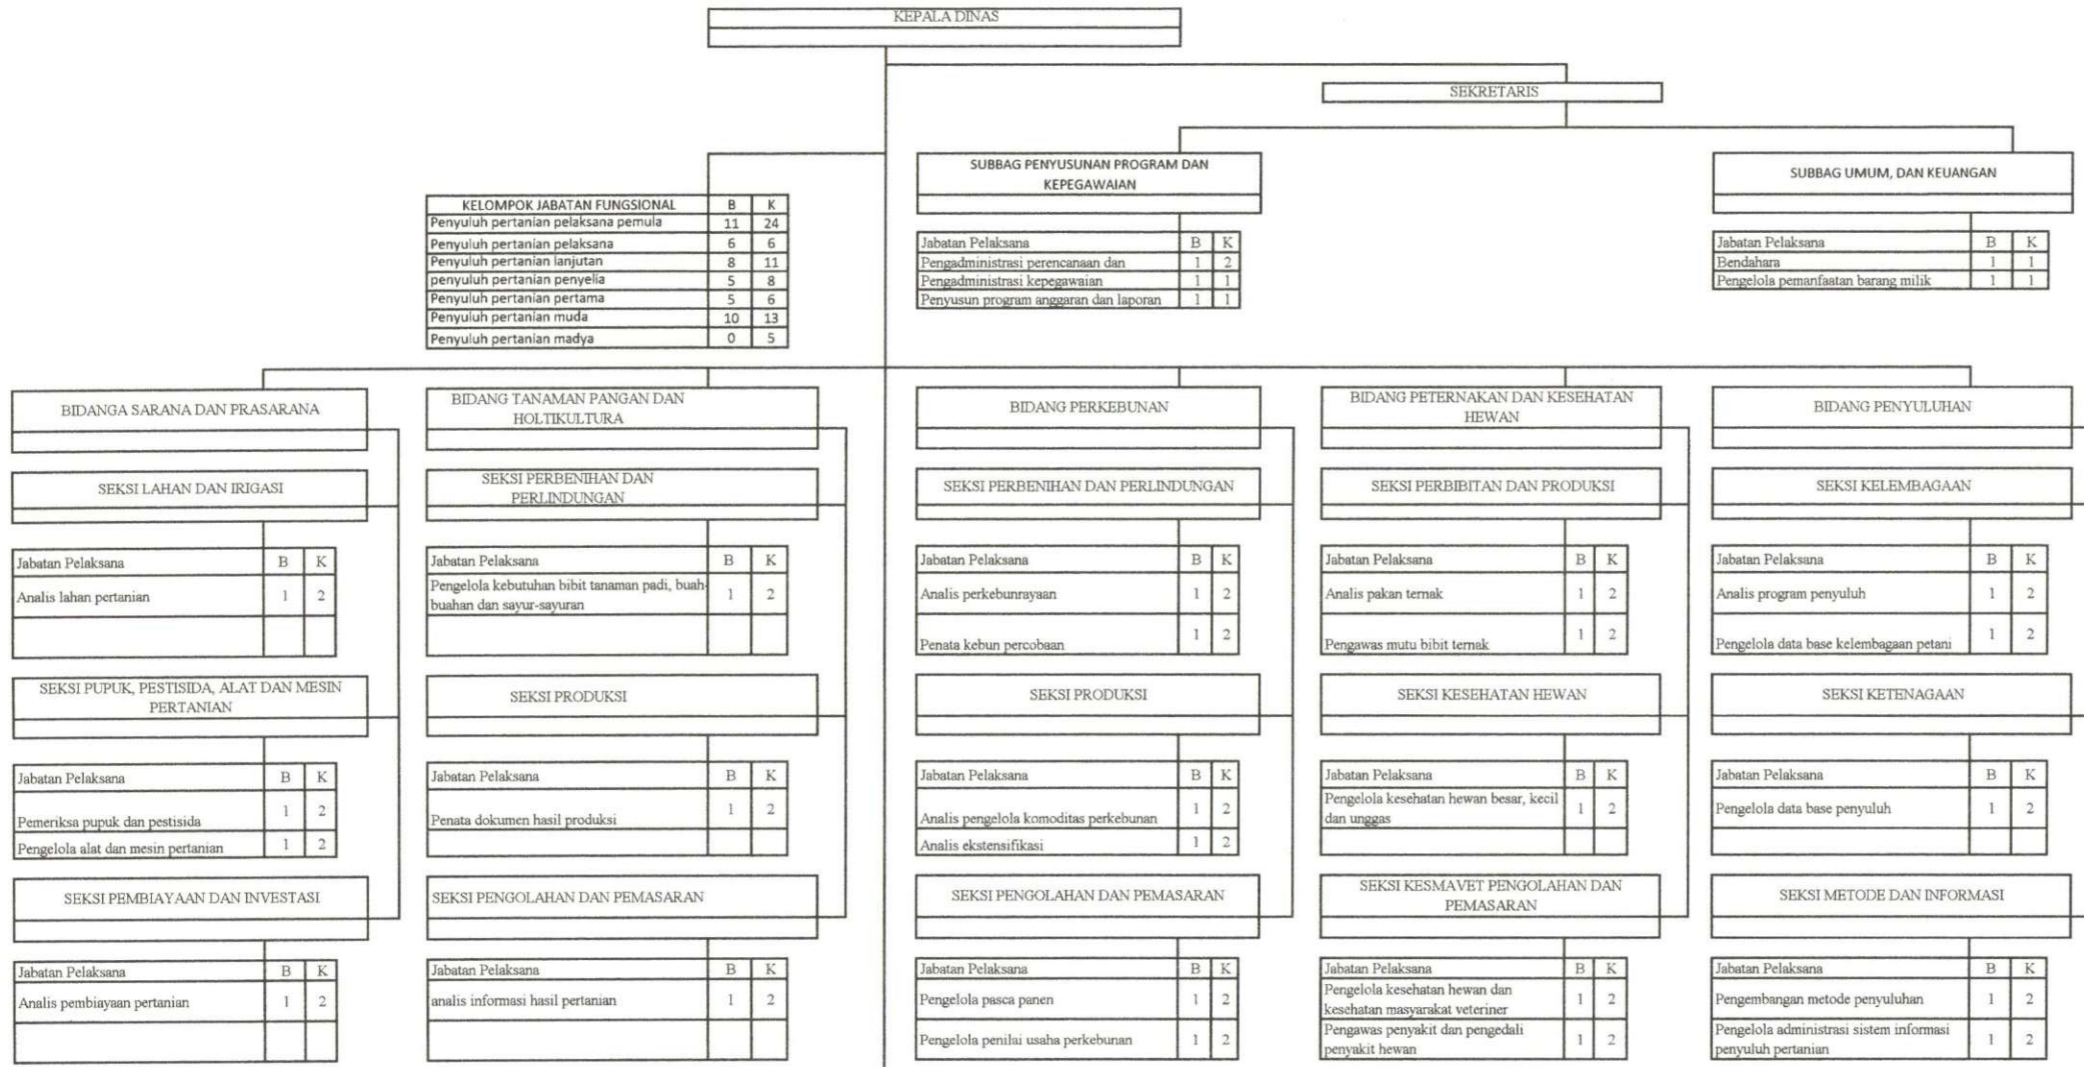 KEPALA DINAS
SEKRETARIS
SUBBAG PENYUSUNAN PROGRAM DAN
KEPEGAWAIAN
SUBBAG UMUM, DAN KEUANGAN
KELOMPOK JABATAN FUNGSIONAL B K
Penyuluh pertanian pelaksana pemula 11 24
Penyuluh pertanian pelaksana 6 6
Penyuluh pertanian lanjutan 8 11
penyuluh pertanian penyelia 5 8
Penyuluh pertanian pertama 5 6
Penyuluh pertanian muda 10 13
Penyuluh pertanian madya 0 5
Jabatan Pelaksana B K
Pengadministrasi perencanaan dan 1 2
Pengadministrasi kepegawaian 1 1
Penyusun program anggaran dan laporan 1 1
Jabatan Pelaksana B K
Bendahara 1 1
Pengelola pemanfaatan barang milik 1 1
BIDANGA SARANA DAN PRASARANA
SEKSI LAHAN DAN IRIGASI
Jabatan Pelaksana B K
Analis lahan pertanian 1 2
SEKSI PUPUK, PESTISIDA, ALAT DAN MESIN
PERTANIAN
Jabatan Pelaksana B K
Pemeriksa pupuk dan pestisida 1 2
Pengelola alat dan mesin pertanian 1 2
SEKSI PEMBIAYAAN DAN INVESTASI
Jabatan Pelaksana B K
Analis pembiayaan pertanian 1 2
BIDANG TANAMAN PANGAN DAN
HOLTIKULTURA
SEKSI PERBENIHAN DAN
PERLINDUNGAN
Jabatan Pelaksana B K
Pengelola kebutuhan bibit tanaman padi, buah-
buahan dan sayur-sayuran 1 2
SEKSI PRODUKSI
Jabatan Pelaksana B K
Penata dokumen hasil produksi 1 2
SEKSI PENGOLAHAN DAN PEMASARAN
Jabatan Pelaksana B K
analis informasi hasil pertanian 1 2
BIDANG PERKEBUNAN
SEKSI PERBENIHAN DAN PERLINDUNGAN
Jabatan Pelaksana B K
Analis perkebunrayaan 1 2
Penata kebun percobaan 1 2
SEKSI PRODUKSI
Jabatan Pelaksana B K
Analis pengelola komoditas perkebunan 1 2
Analis ekstensifikasi 1 2
SEKSI PENGOLAHAN DAN PEMASARAN
Jabatan Pelaksana B K
Pengelola pasca panen 1 2
Pengelola penilai usaha perkebunan 1 2
BIDANG PETERNAKAN DAN KESEHATAN
HEWAN
SEKSI PERBIBITAN DAN PRODUKSI
Jabatan Pelaksana B K
Analis pakan ternak 1 2
Pengawas mutu bibit ternak 1 2
SEKSI KESEHATAN HEWAN
Jabatan Pelaksana B K
Pengelola kesehatan hewan besar, kecil
dan unggas 1 2
SEKSI KESMAVET PENGOLAHAN DAN
PEMASARAN
Jabatan Pelaksana B K
Pengelola kesehatan hewan dan
kesehatan masyarakat veteriner 1 2
Pengawas penyakit dan pengedali
penyakit hewan 1 2
BIDANG PENYULUHAN
SEKSI KELEMBAGAAN
Jabatan Pelaksana B K
Analis program penyuluh 1 2
Pengelola data base kelembagaan petani 1 2
SEKSI KETENAGAAN
Jabatan Pelaksana B K
Pengelola data base penyuluh 1 2
SEKSI METODE DAN INFORMASI
Jabatan Pelaksana B K
Pengembangan metode penyuluhan 1 2
Pengelola administrasi sistem informasi
penyuluh pertanian 1 2